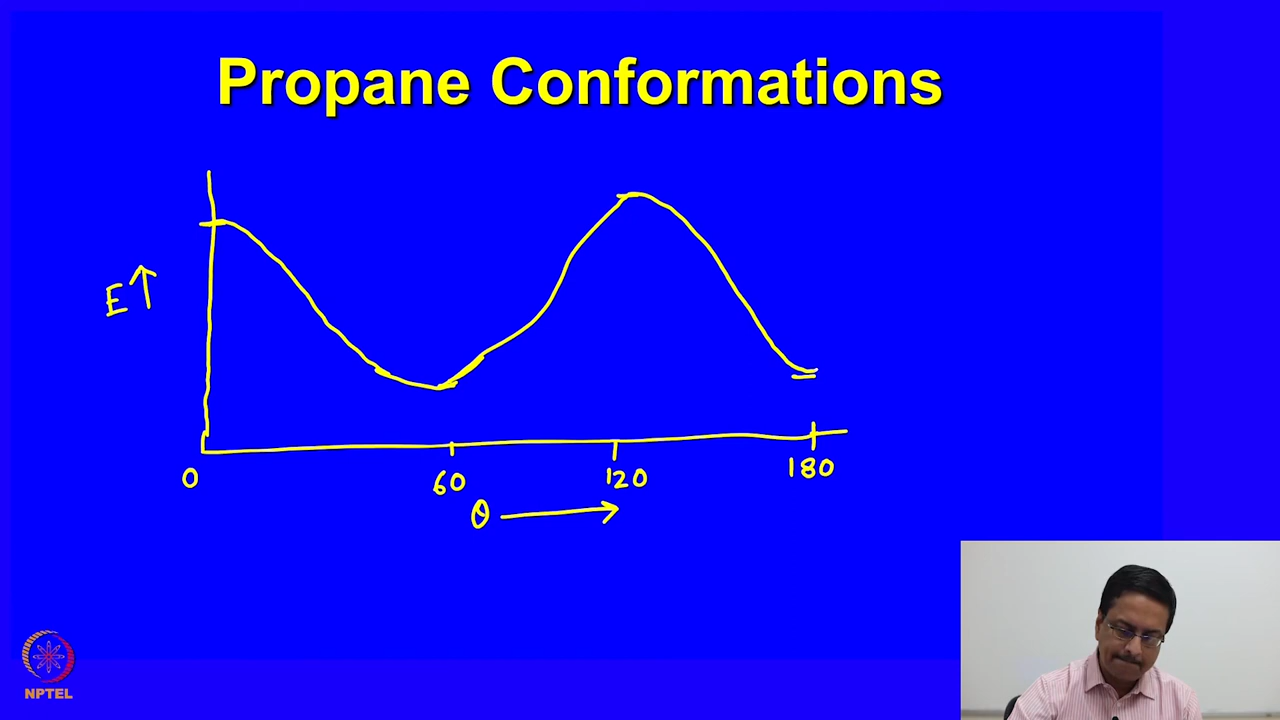 Propane Conformations
E↑
0 60 120 180
θ →
NPTEL